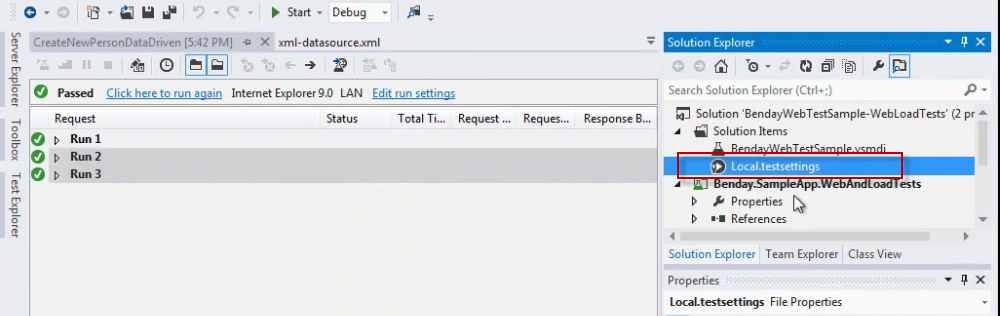 Start
Debug
CreateNewPersonDataDriven [5:42 PM]
xml-datasource.xml
Server Explorer
Toolbox
Test Explorer
Passed Click here to run again Internet Explorer 9.0 LAN Edit run settings
Request Status Total Ti... Request ... Reques... Response B...
Run 1
Run 2
Run 3
Solution Explorer
Search Solution Explorer (Ctrl+;)
Solution 'BendayWebTestSample-WebLoadTests' (2 pr
Solution Items
BendayWebTestSample.vsmdi
Local.testsettings
Benday.SampleApp.WebAndLoadTests
Properties
References
Solution Explorer Team Explorer Class View
Properties
Local.testsettings File Properties